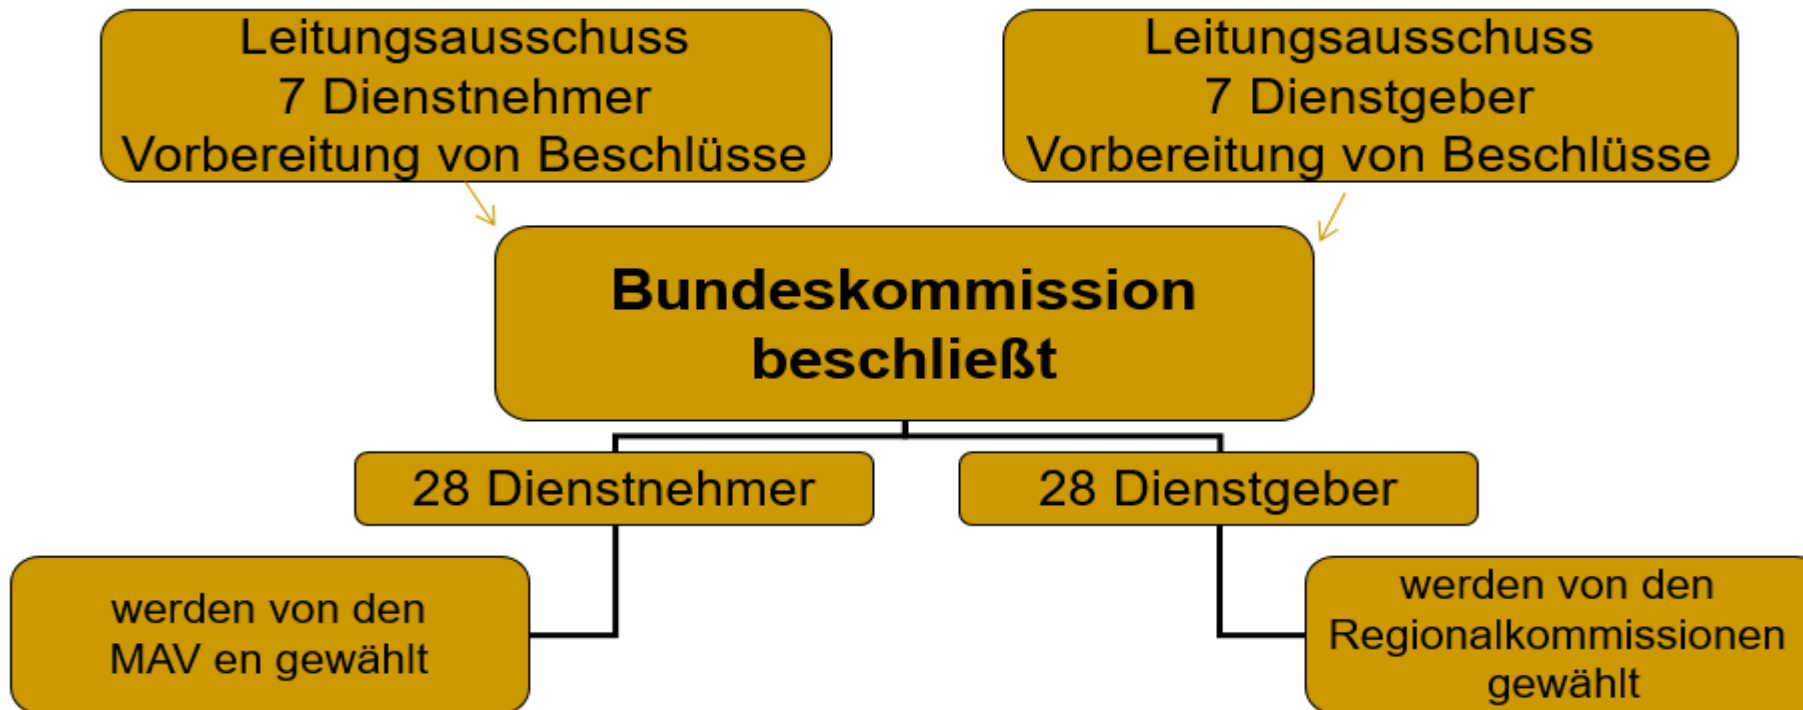 Leitungsausschuss
7 Dienstnehmer
Vorbereitung von Beschlüsse
Leitungsausschuss
7 Dienstgeber
Vorbereitung von Beschlüsse
Bundeskommission
beschließt
28 Dienstnehmer
28 Dienstgeber
werden von den
MAV en gewählt
werden von den
Regionalkommissionen
gewählt